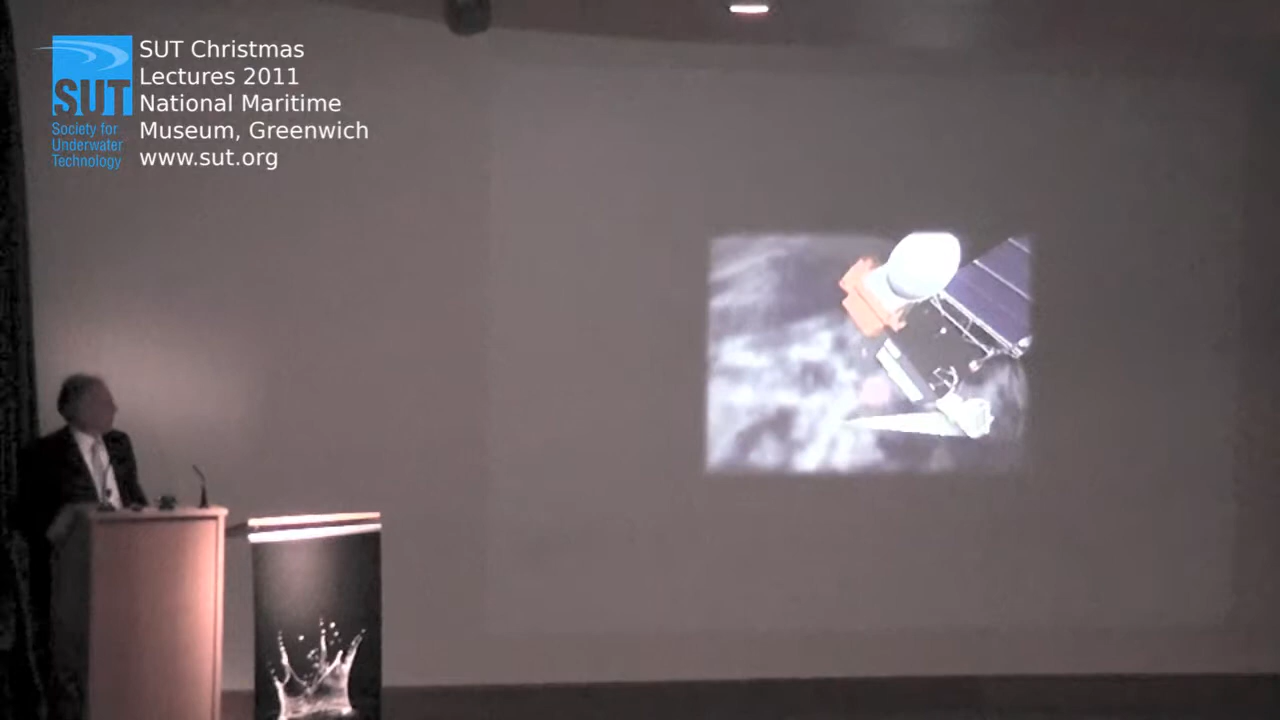 SUT Christmas
Lectures 2011
National Maritime
Museum, Greenwich
www.sut.org
SUT
Society for
Underwater
Technology